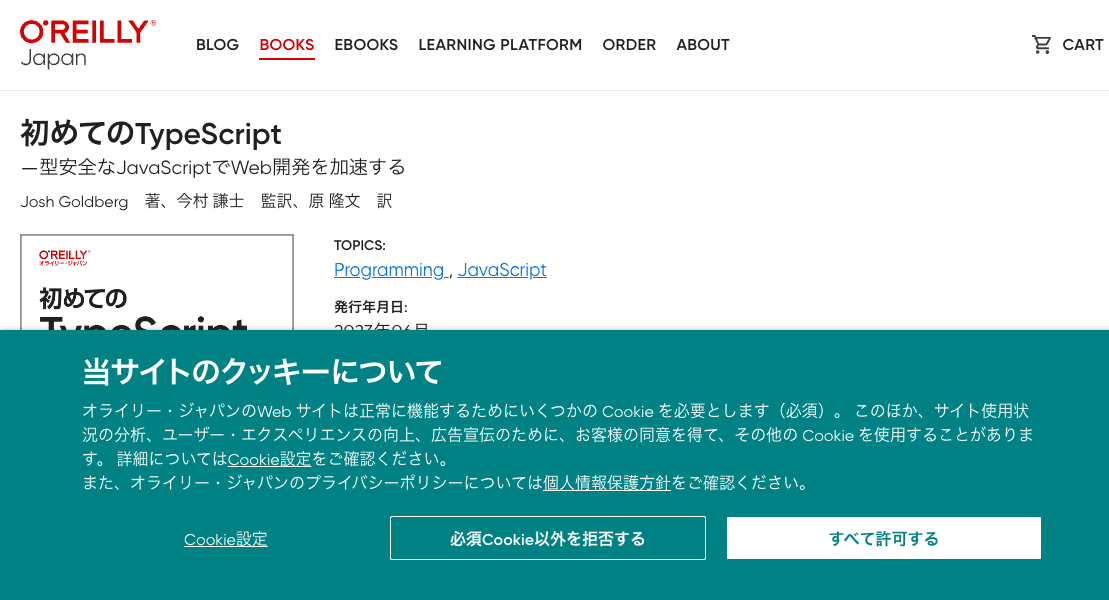 O'REILLY®
Japan
BLOG BOOKS EBOOKS LEARNING PLATFORM ORDER ABOUT CART
初めてのTypeScript
―型安全なJavaScriptでWeb開発を加速する
Josh Goldberg 著、今村 謙士 監訳、原 隆文 訳
O'REILLY®
オライリー・ジャパン
初めての
TypeScript
TOPICS:
Programming , JavaScript
発行年月日:
2023年06月
当サイトのクッキーについて
オライリー・ジャパンのWeb サイトは正常に機能するためにいくつかの Cookie を必要とします（必須）。 このほか、サイト使用状
況の分析、ユーザー・エクスペリエンスの向上、広告宣伝のために、お客様の同意を得て、その他の Cookie を使用することがありま
す。 詳細についてはCookie設定をご確認ください。
また、オライリー・ジャパンのプライバシーポリシーについては個人情報保護方針をご確認ください。
Cookie設定 必須Cookie以外を拒否する すべて許可する